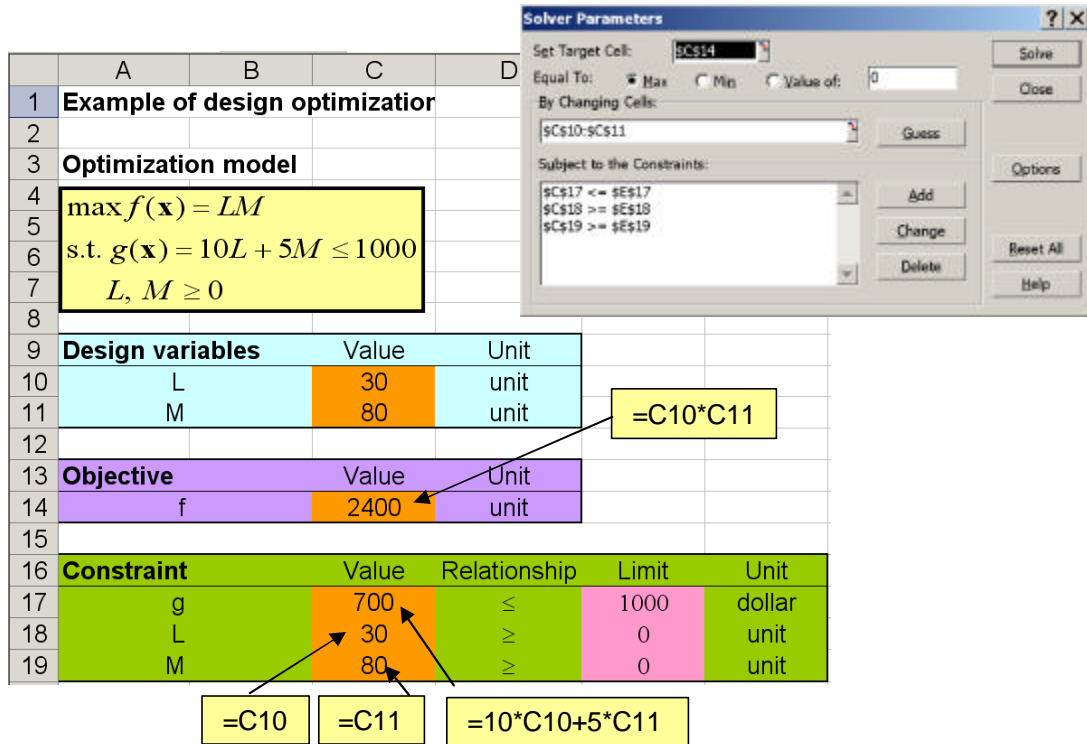 Solver Parameters
Set Target Cell: $C$14
Solve
Equal To: Max Min Value of: 0
Close
By Changing Cells:
$C$10:$C$11
Guess
Subject to the Constraints:
Options
$C$17 <= $E$17
$C$18 >= $E$18
$C$19 >= $E$19
Add
Change
Reset All
Delete
Help
A B C D
1 Example of design optimization
2
3 Optimization model
4
5
6
7
8
max f(x) = LM
s.t. g(x) = 10L + 5M ≤ 1000
L, M ≥ 0
9 Design variables Value Unit
10 L 30 unit
11 M 80 unit
=C10*C11
12
13 Objective Value Unit
14 f 2400 unit
15
16 Constraint Value Relationship Limit Unit
17 g 700 ≤ 1000 dollar
18 L 30 ≥ 0 unit
19 M 80 ≥ 0 unit
=C10
=C11
=10*C10+5*C11